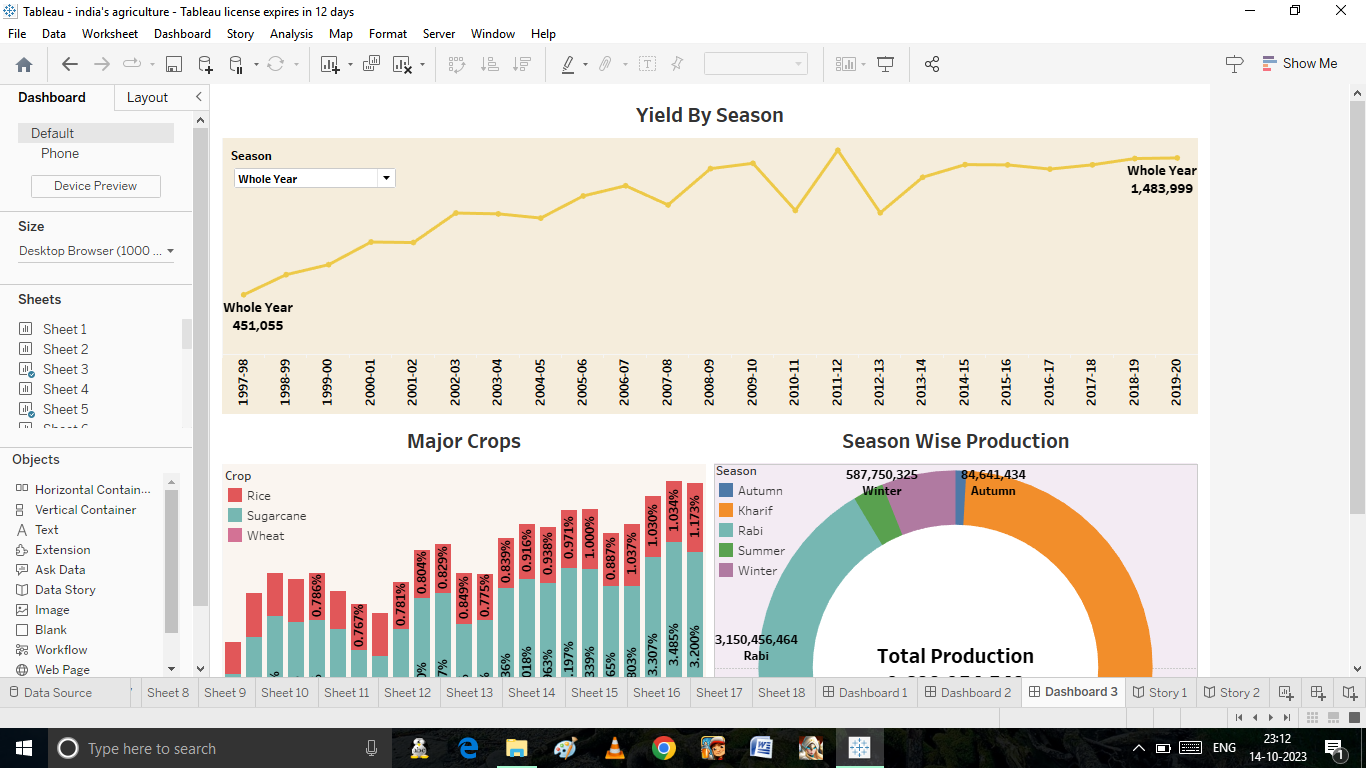 Tableau - india's agriculture - Tableau license expires in 12 days
File Data Worksheet Dashboard Story Analysis Map Format Server Window Help
Show Me
Dashboard Layout
Default
Phone
Device Preview
Size
Desktop Browser (1000 ...
Sheets
Sheet 1
Sheet 2
Sheet 3
Sheet 4
Sheet 5
Objects
Horizontal Contain...
Vertical Container
Text
Extension
Ask Data
Data Story
Image
Blank
Workflow
Web Page
Yield By Season
Season
Whole Year
Whole Year
1,483,999
Whole Year
451,055
1997-98 1998-99 1999-00 2000-01 2001-02 2002-03 2003-04 2004-05 2005-06 2006-07 2007-08 2008-09 2009-10 2010-11 2011-12 2012-13 2013-14 2014-15 2015-16 2016-17 2017-18 2018-19 2019-20
Major Crops
Crop
Rice
Sugarcane
Wheat
0.786% 0.767% 0.781% 0.804% 0.829% 0.849% 0.775% 0.839% 0.916% 0.938% 0.971% 1.000% 0.887% 1.037% 1.030% 1.034% 1.173%
3.307% 3.485% 3.200%
Season Wise Production
Season
Autumn
Kharif
Rabi
Summer
Winter
587,750,325
Winter
84,641,434
Autumn
3,150,456,464
Rabi
Total Production
Data Source Sheet 8 Sheet 9 Sheet 10 Sheet 11 Sheet 12 Sheet 13 Sheet 14 Sheet 15 Sheet 16 Sheet 17 Sheet 18 Dashboard 1 Dashboard 2 Dashboard 3 Story 1 Story 2
Type here to search
ENG
23:12
14-10-2023
1